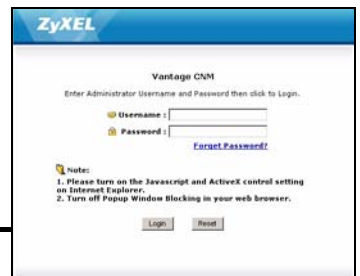 ZyXEL
Vantage CNM
Enter Administrator Username and Password then click to Login.
Username :
Password :
Forget Password?
Note:
1. Please turn on the Javascript and ActiveX control setting
on Internet Explorer.
2. Turn off Popup Window Blocking in your web browser.
Login Reset